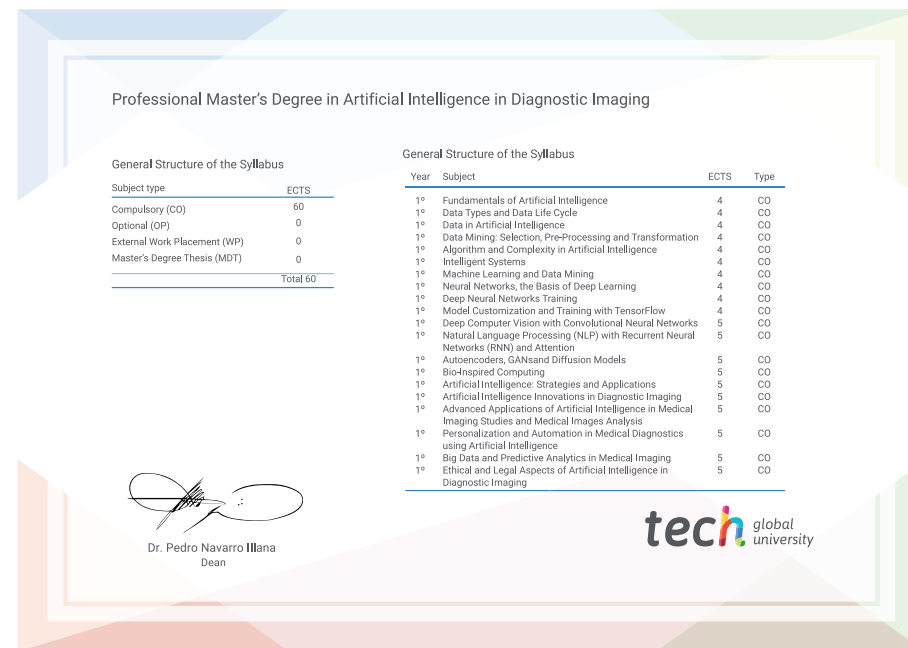 Professional Master's Degree in Artificial Intelligence in Diagnostic Imaging
General Structure of the Syllabus
Subject type ECTS
Compulsory (CO) 60
Optional (OP) 0
External Work Placement (WP) 0
Master's Degree Thesis (MDT) 0
Total 60
General Structure of the Syllabus
Year Subject ECTS Type
1º Fundamentals of Artificial Intelligence 4 CO
1º Data Types and Data Life Cycle 4 CO
1º Data in Artificial Intelligence 4 CO
1º Data Mining: Selection, Pre-Processing and Transformation 4 CO
1º Algorithm and Complexity in Artificial Intelligence 4 CO
1º Intelligent Systems 4 CO
1º Machine Learning and Data Mining 4 CO
1º Neural Networks, the Basis of Deep Learning 4 CO
1º Deep Neural Networks Training 4 CO
1º Model Customization and Training with TensorFlow 4 CO
1º Deep Computer Vision with Convolutional Neural Networks 5 CO
1º Natural Language Processing (NLP) with Recurrent Neural 5 CO
Networks (RNN) and Attention
1º Autoencoders, GANsand Diffusion Models 5 CO
1º Bio-Inspired Computing 5 CO
1º Artificial Intelligence: Strategies and Applications 5 CO
1º Artificial Intelligence Innovations in Diagnostic Imaging 5 CO
1º Advanced Applications of Artificial Intelligence in Medical 5 CO
Imaging Studies and Medical Images Analysis
1º Personalization and Automation in Medical Diagnostics 5 CO
using Artificial Intelligence
1º Big Data and Predictive Analytics in Medical Imaging 5 CO
1º Ethical and Legal Aspects of Artificial Intelligence in 5 CO
Diagnostic Imaging
Dr. Pedro Navarro Illana
Dean
tech global
university